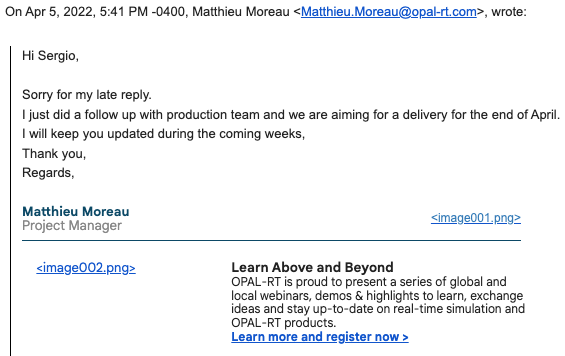 On Apr 5, 2022, 5:41 PM -0400, Matthieu Moreau <Matthieu.Moreau@opal-rt.com>, wrote:
Hi Sergio,
Sorry for my late reply.
I just did a follow up with production team and we are aiming for a delivery for the end of April.
I will keep you updated during the coming weeks,
Thank you,
Regards,
Matthieu Moreau
Project Manager
<image001.png>
<image002.png>
Learn Above and Beyond
OPAL-RT is proud to present a series of global and
local webinars, demos & highlights to learn, exchange
ideas and stay up-to-date on real-time simulation and
OPAL-RT products.
Learn more and register now >